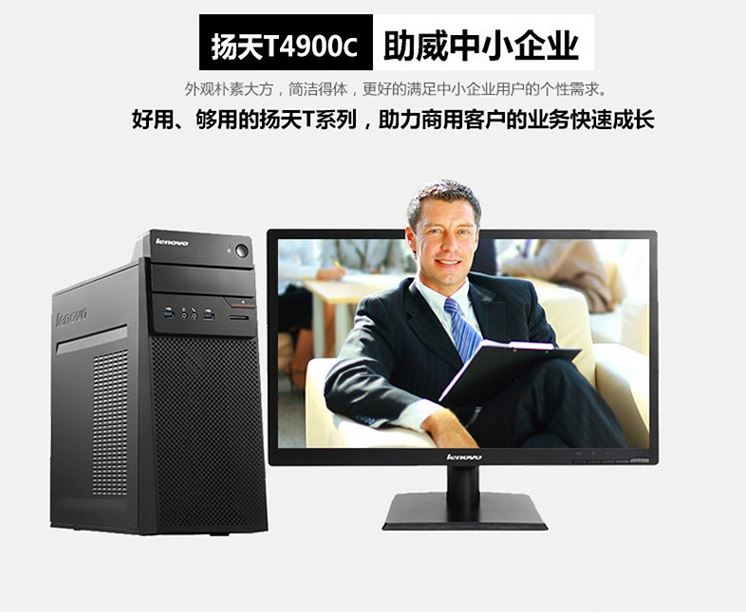 扬天T4900c 助威中小企业
外观朴素大方，简洁得体，更好的满足中小企业用户的个性需求。
好用、够用的扬天T系列，助力商用客户的业务快速成长
lenovo
lenovo
lenovo